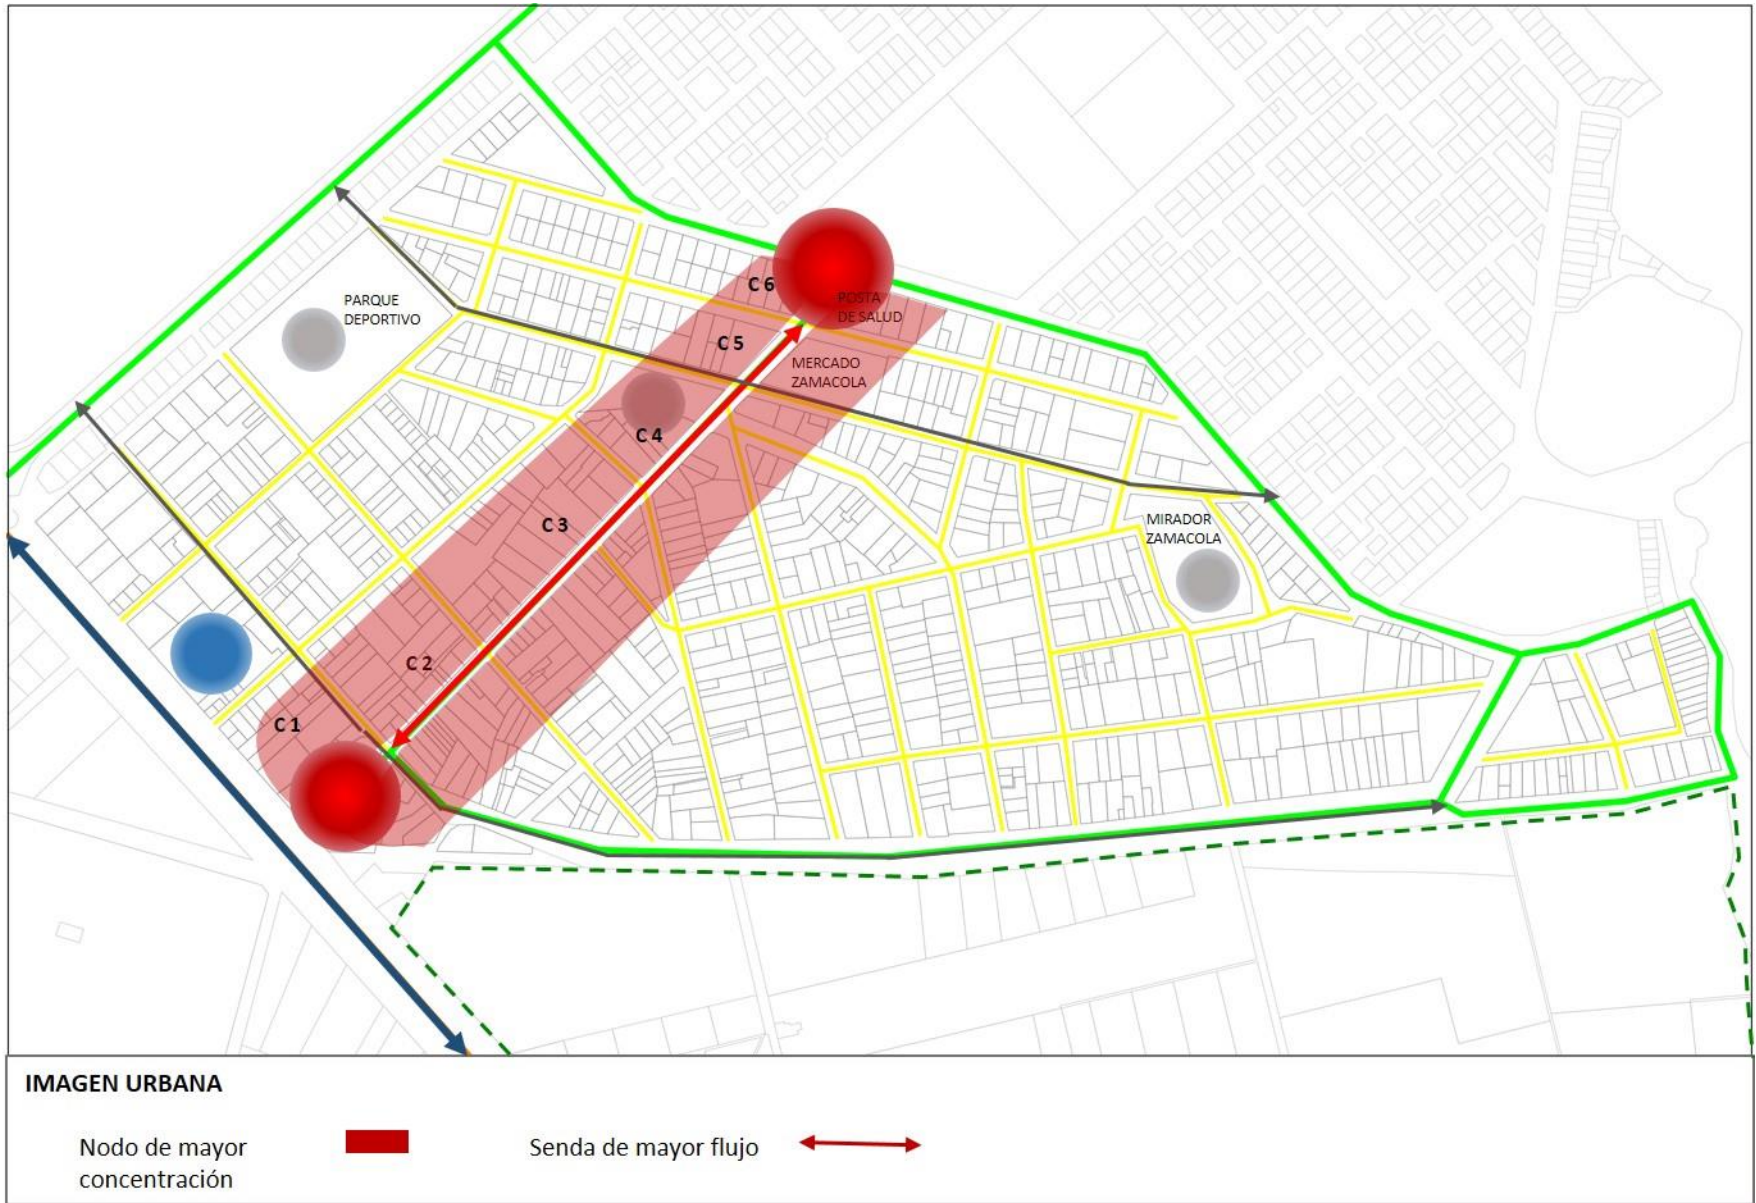 C 6
POSTA
DE SALUD
PARQUE
DEPORTIVO
C 5
MERCADO
ZAMACOLA
C 4
C 3
MIRADOR
ZAMACOLA
C 2
C 1
IMAGEN URBANA
Nodo de mayor
concentración
Senda de mayor flujo